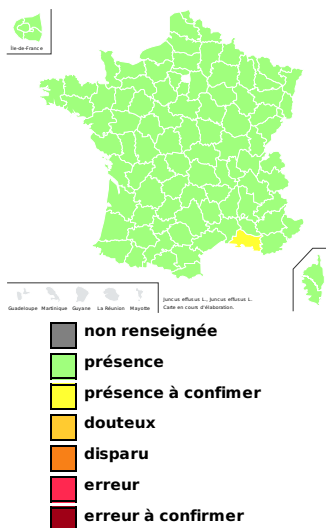 Île-de-France
Guadeloupe Martinique Guyane La Réunion Mayotte
Juncus effusus L., Juncus effusus L.
Carte en cours d'élaboration.
non renseignée
présence
présence à confimer
douteux
disparu
erreur
erreur à confirmer